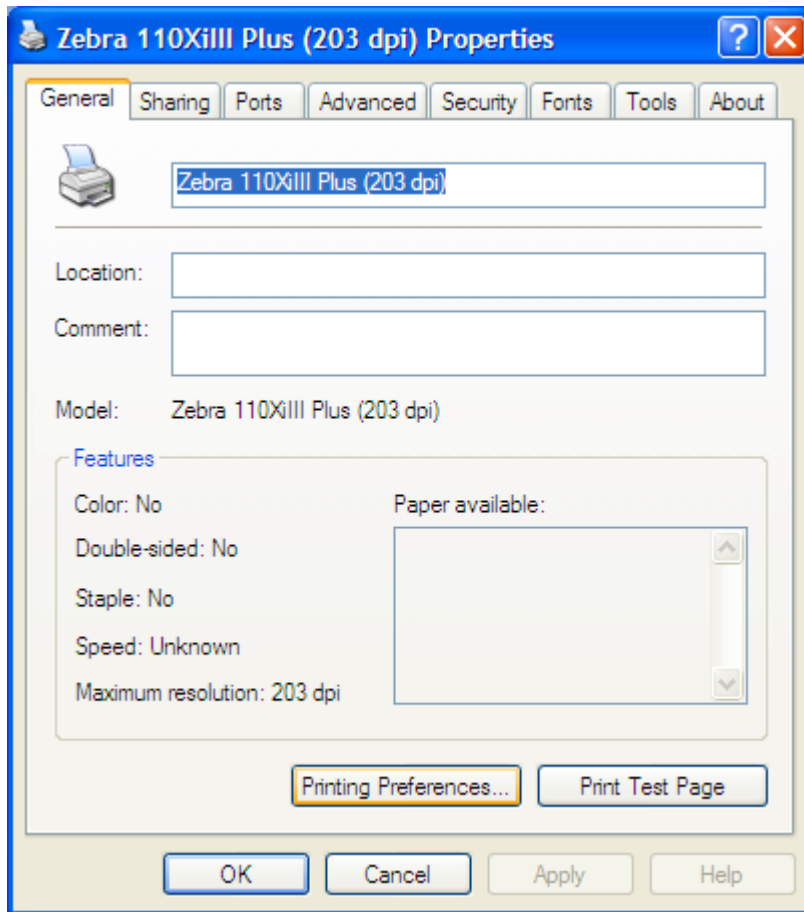 Zebra 110XiIII Plus (203 dpi) Properties
General Sharing Ports Advanced Security Fonts Tools About
Zebra 110XiIII Plus (203 dpi)
Location:
Comment:
Model: Zebra 110XiIII Plus (203 dpi)
Features
Color: No Paper available:
Double-sided: No
Staple: No
Speed: Unknown
Maximum resolution: 203 dpi
Printing Preferences... Print Test Page
OK Cancel Apply Help